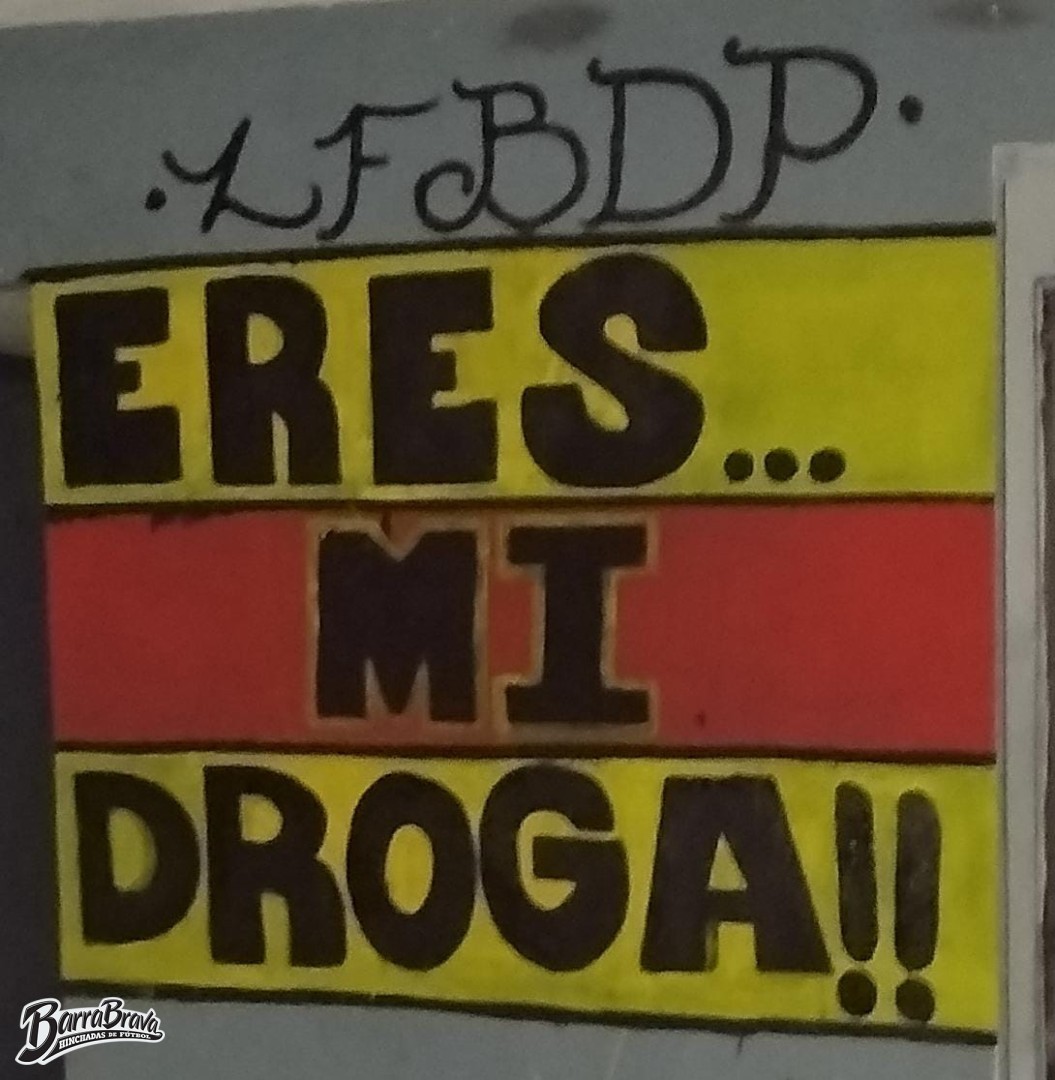 .LFBDP.
ERES...
MI
DROGA!!
BarraBrava
HINCHADAS DE FÚTBOL